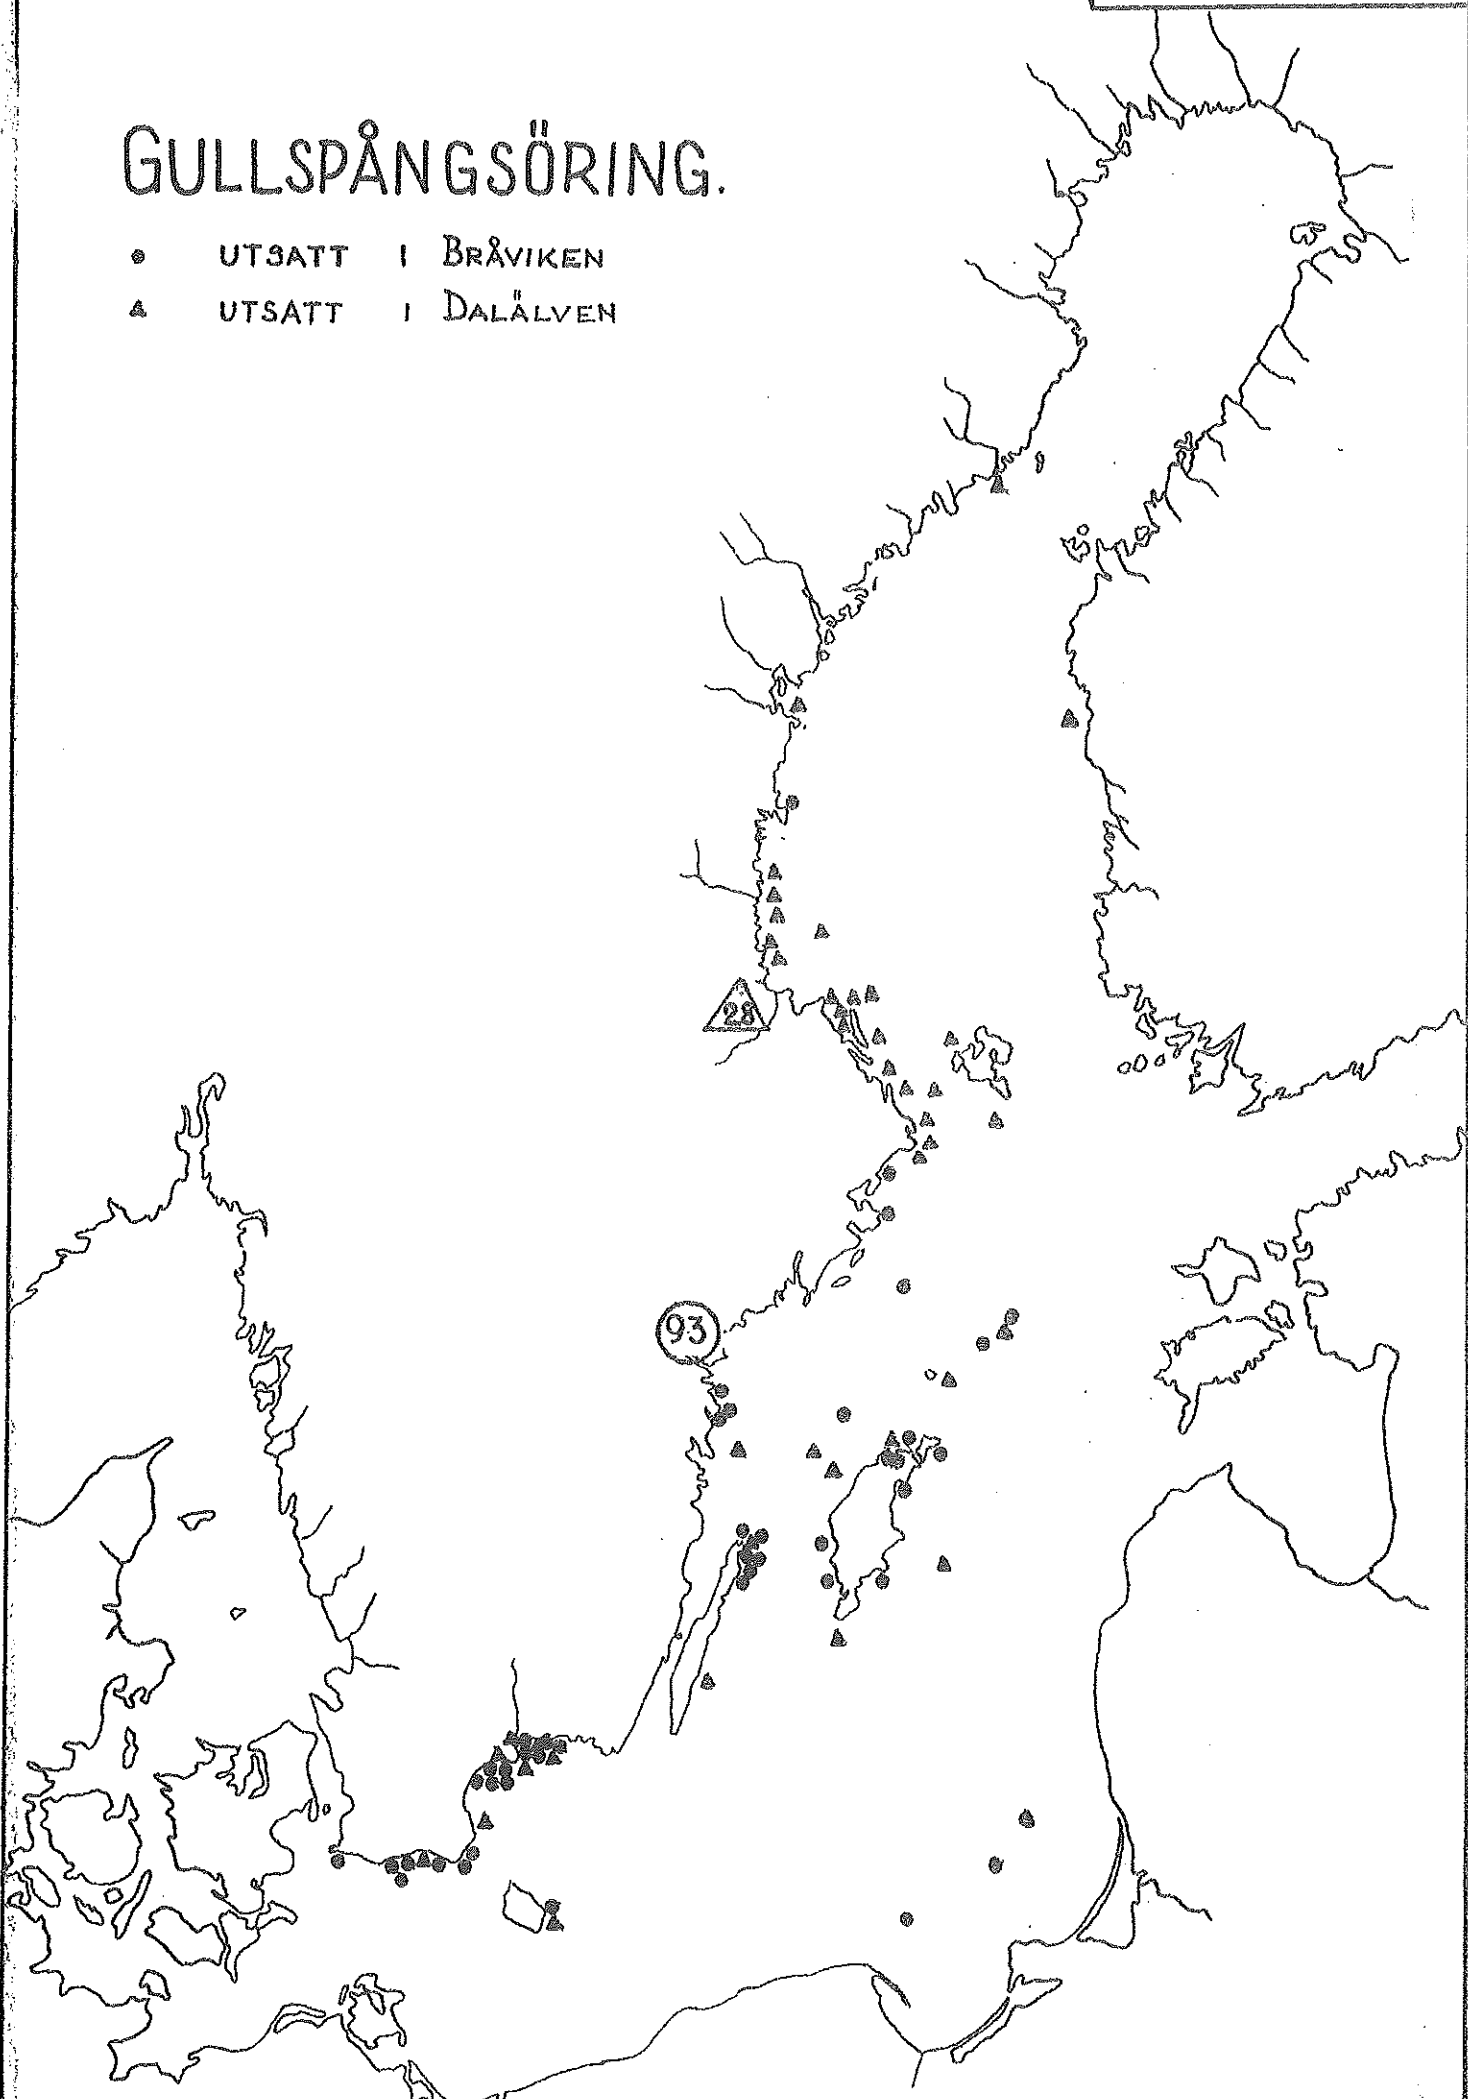 GULLSPÅNGSÖRING.
● UTSATT I BRÅVIKEN
▲ UTSATT I DALÄLVEN
28
93